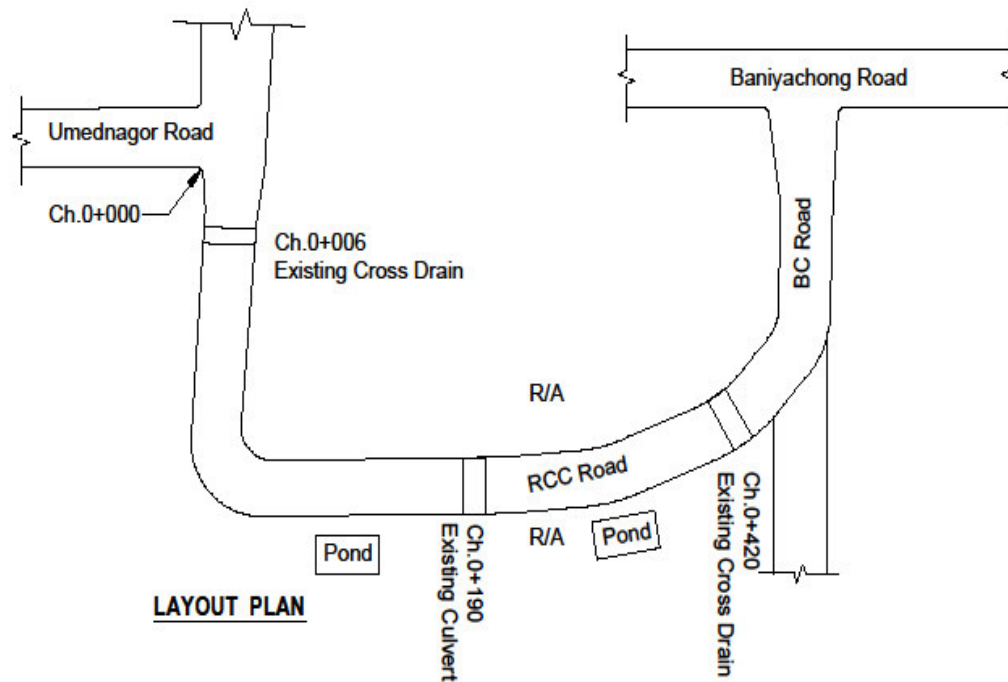 Baniyachong Road
Umednagor Road
Ch.0+000
Ch.0+006
Existing Cross Drain
BC Road
R/A
RCC Road
Ch.0+420
Existing Cross Drain
Ch.0+190
Existing Culvert
R/A
Pond
Pond
LAYOUT PLAN